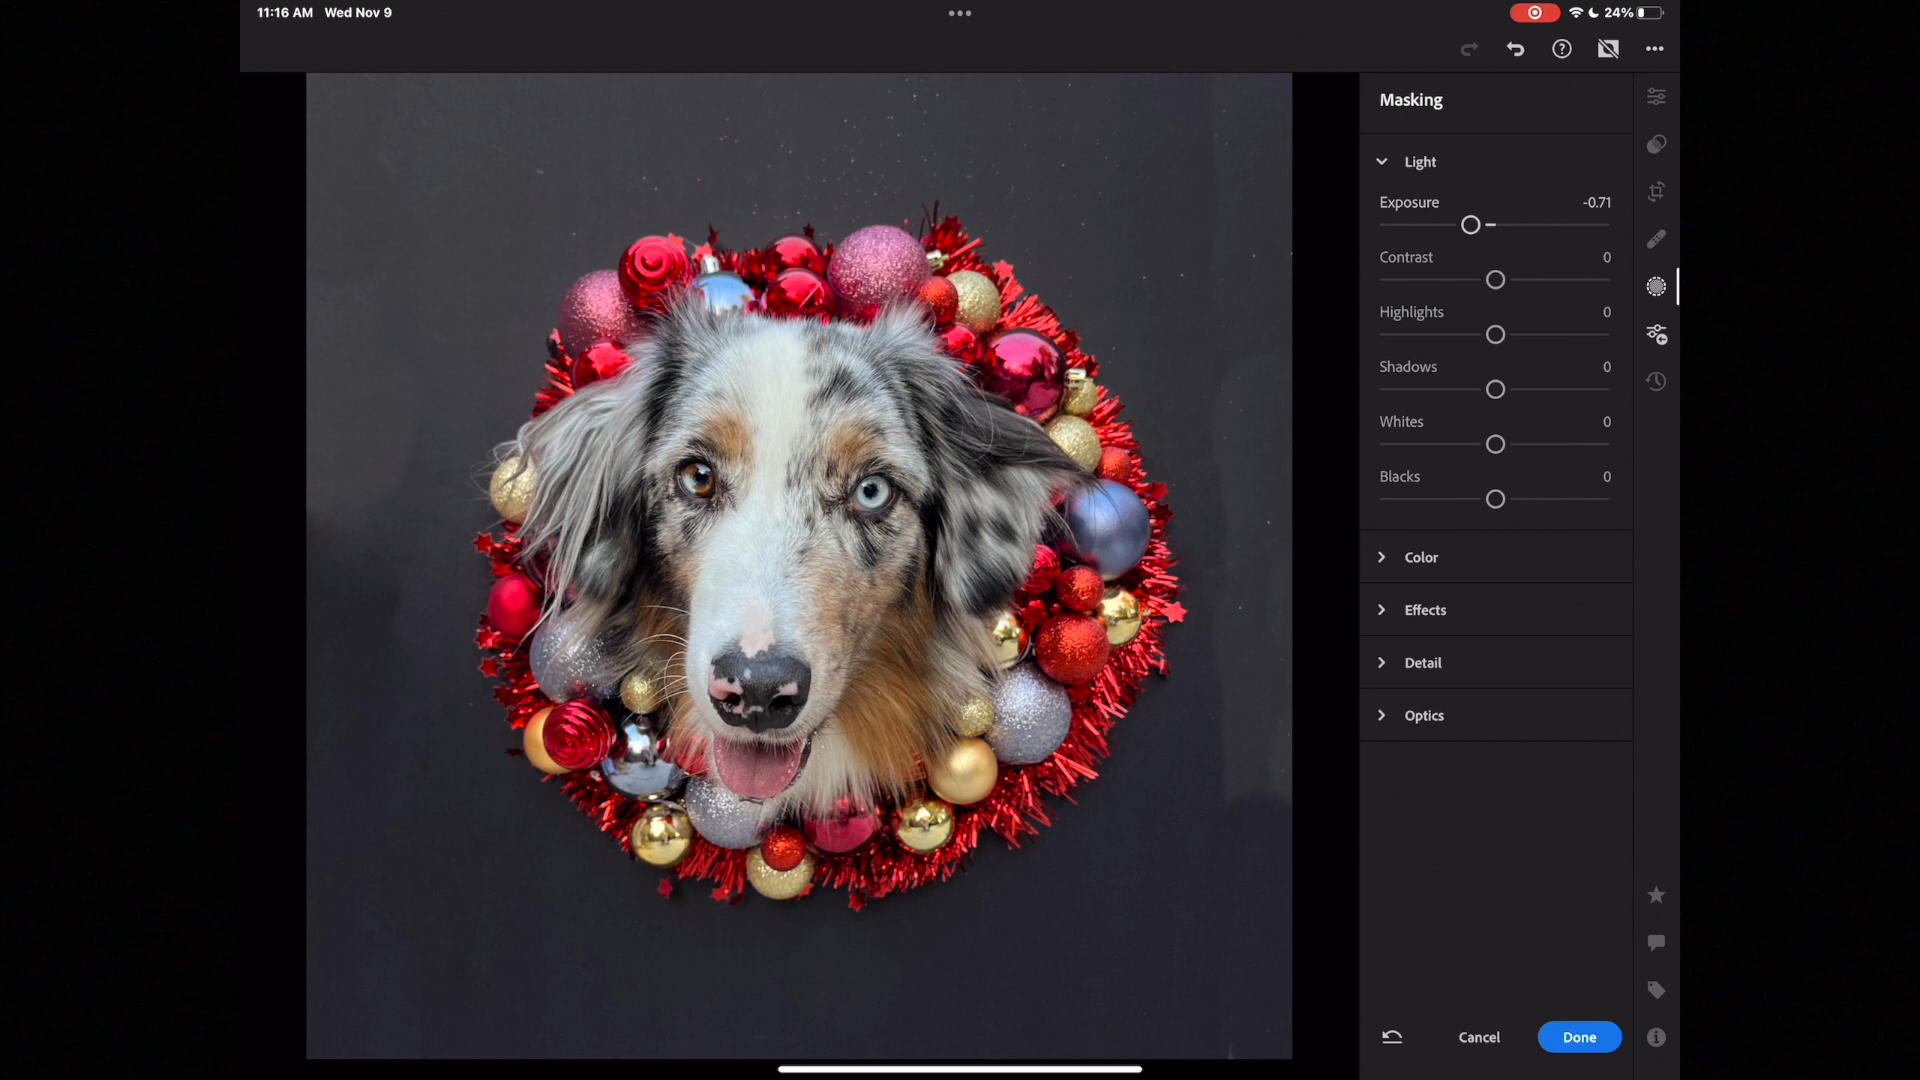 11:16 AM Wed Nov 9
24%
Masking
Light
Exposure -0.71
Contrast 0
Highlights 0
Shadows 0
Whites 0
Blacks 0
Color
Effects
Detail
Optics
Cancel Done